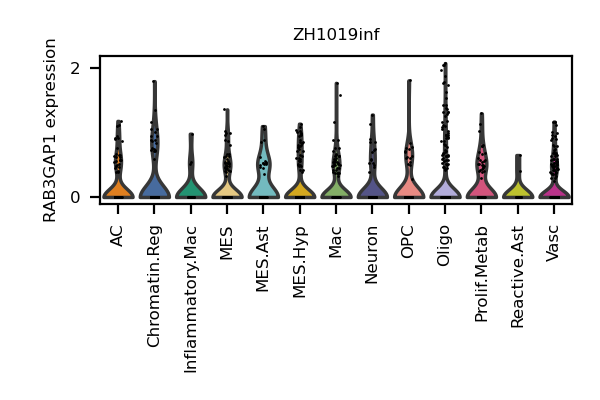 ZH1019inf
RAB3GAP1 expression
2
0
AC
Chromatin.Reg
Inflammatory.Mac
MES
MES.Ast
MES.Hyp
Mac
Neuron
OPC
Oligo
Prolif.Metab
Reactive.Ast
Vasc